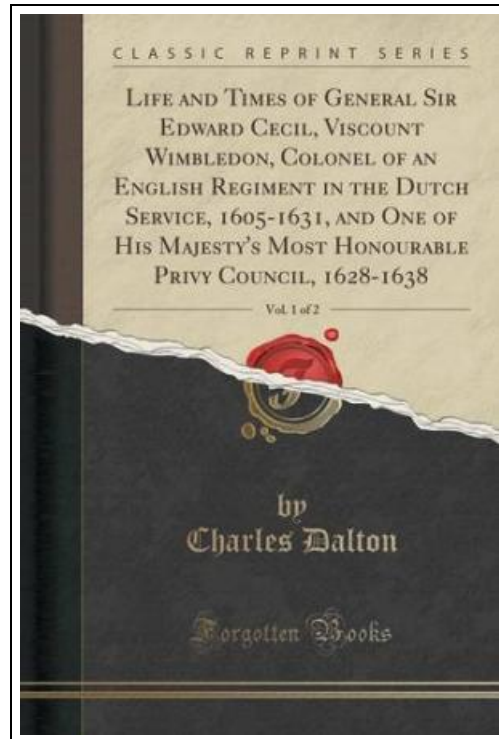 CLASSIC REPRINT SERIES
LIFE AND TIMES OF GENERAL SIR
EDWARD CECIL, VISCOUNT
WIMBLEDON, COLONEL OF AN
ENGLISH REGIMENT IN THE DUTCH
SERVICE, 1605-1631, AND ONE OF
HIS MAJESTY'S MOST HONOURABLE
PRIVY COUNCIL, 1628-1638
Vol. 1 of 2
by
Charles Dalton
Forgotten Books